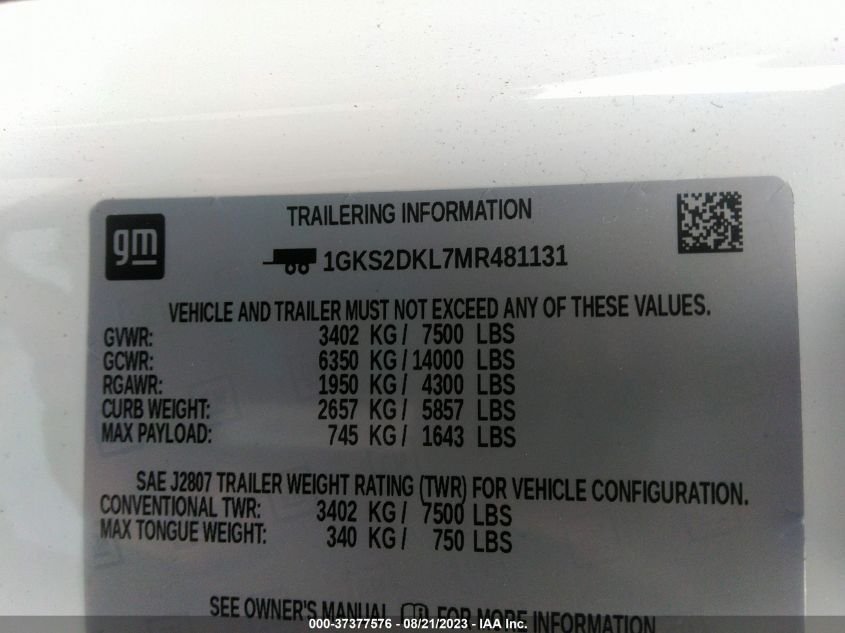 gm
TRAILERING INFORMATION
1GKS2DKL7MR481131
VEHICLE AND TRAILER MUST NOT EXCEED ANY OF THESE VALUES.
GVWR: 3402 KG / 7500 LBS
GCWR: 6350 KG / 14000 LBS
RGAWR: 1950 KG / 4300 LBS
CURB WEIGHT: 2657 KG / 5857 LBS
MAX PAYLOAD: 745 KG / 1643 LBS
SAE J2807 TRAILER WEIGHT RATING (TWR) FOR VEHICLE CONFIGURATION.
CONVENTIONAL TWR: 3402 KG / 7500 LBS
MAX TONGUE WEIGHT: 340 KG / 750 LBS
SEE OWNER'S MANUAL FOR MORE INFORMATION
000-37377576 - 08/21/2023 - IAA Inc.